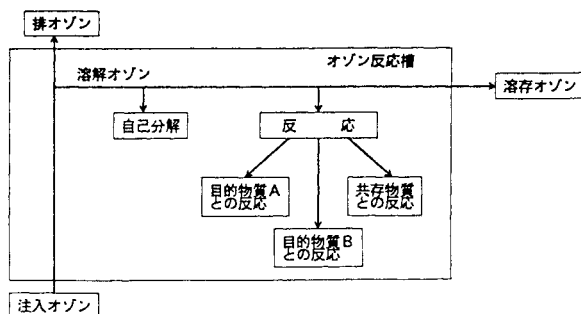 排オゾン
オゾン反応槽
溶解オゾン
溶存オゾン
自己分解
反　　応
目的物質A
との反応
共存物質
との反応
目的物質B
との反応
注入オゾン